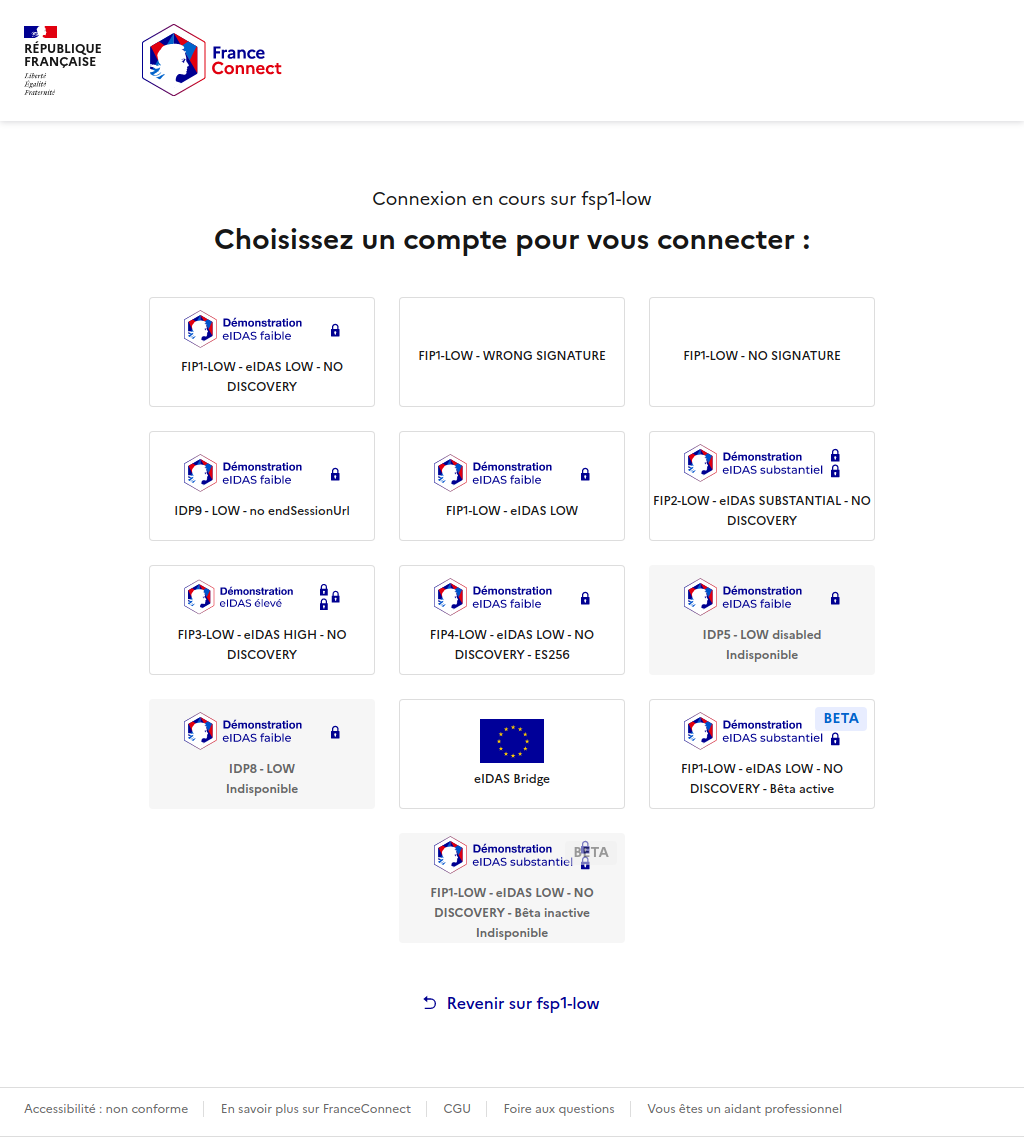 RÉPUBLIQUE
FRANÇAISE
Liberté
Égalité
Fraternité
France
Connect
Connexion en cours sur fsp1-low
Choisissez un compte pour vous connecter :
Démonstration
eIDAS faible
FIP1-LOW - eIDAS LOW - NO
DISCOVERY
FIP1-LOW - WRONG SIGNATURE
FIP1-LOW - NO SIGNATURE
Démonstration
eIDAS faible
IDP9 - LOW - no endSessionUrl
Démonstration
eIDAS faible
FIP1-LOW - eIDAS LOW
Démonstration
eIDAS substantiel
FIP2-LOW - eIDAS SUBSTANTIAL - NO
DISCOVERY
Démonstration
eIDAS élevé
FIP3-LOW - eIDAS HIGH - NO
DISCOVERY
Démonstration
eIDAS faible
FIP4-LOW - eIDAS LOW - NO
DISCOVERY - ES256
Démonstration
eIDAS faible
IDP5 - LOW disabled
Indisponible
Démonstration
eIDAS faible
IDP8 - LOW
Indisponible
eIDAS Bridge
BETA
Démonstration
eIDAS substantiel
FIP1-LOW - eIDAS LOW - NO
DISCOVERY - Bêta active
BETA
Démonstration
eIDAS substantiel
FIP1-LOW - eIDAS LOW - NO
DISCOVERY - Bêta inactive
Indisponible
Revenir sur fsp1-low
Accessibilité : non conforme
En savoir plus sur FranceConnect
CGU
Foire aux questions
Vous êtes un aidant professionnel